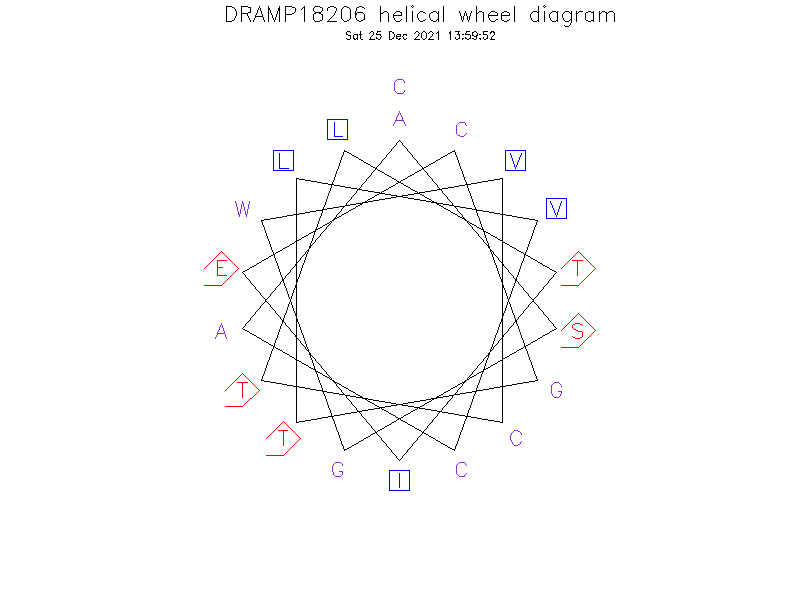 DRAMP18206 helical wheel diagram
Sat 25 Dec 2021 13:59:52
C
L A C
L V
W V
E T
A S
T G
T C
G I C